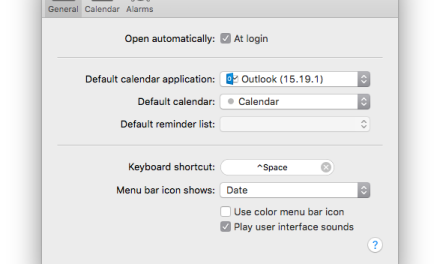 General Calendar Alarms
Open automatically: At login
Default calendar application: Outlook (15.19.1)
Default calendar: Calendar
Default reminder list:
Keyboard shortcut: ^Space
Menu bar icon shows: Date
Use color menu bar icon
Play user interface sounds
?